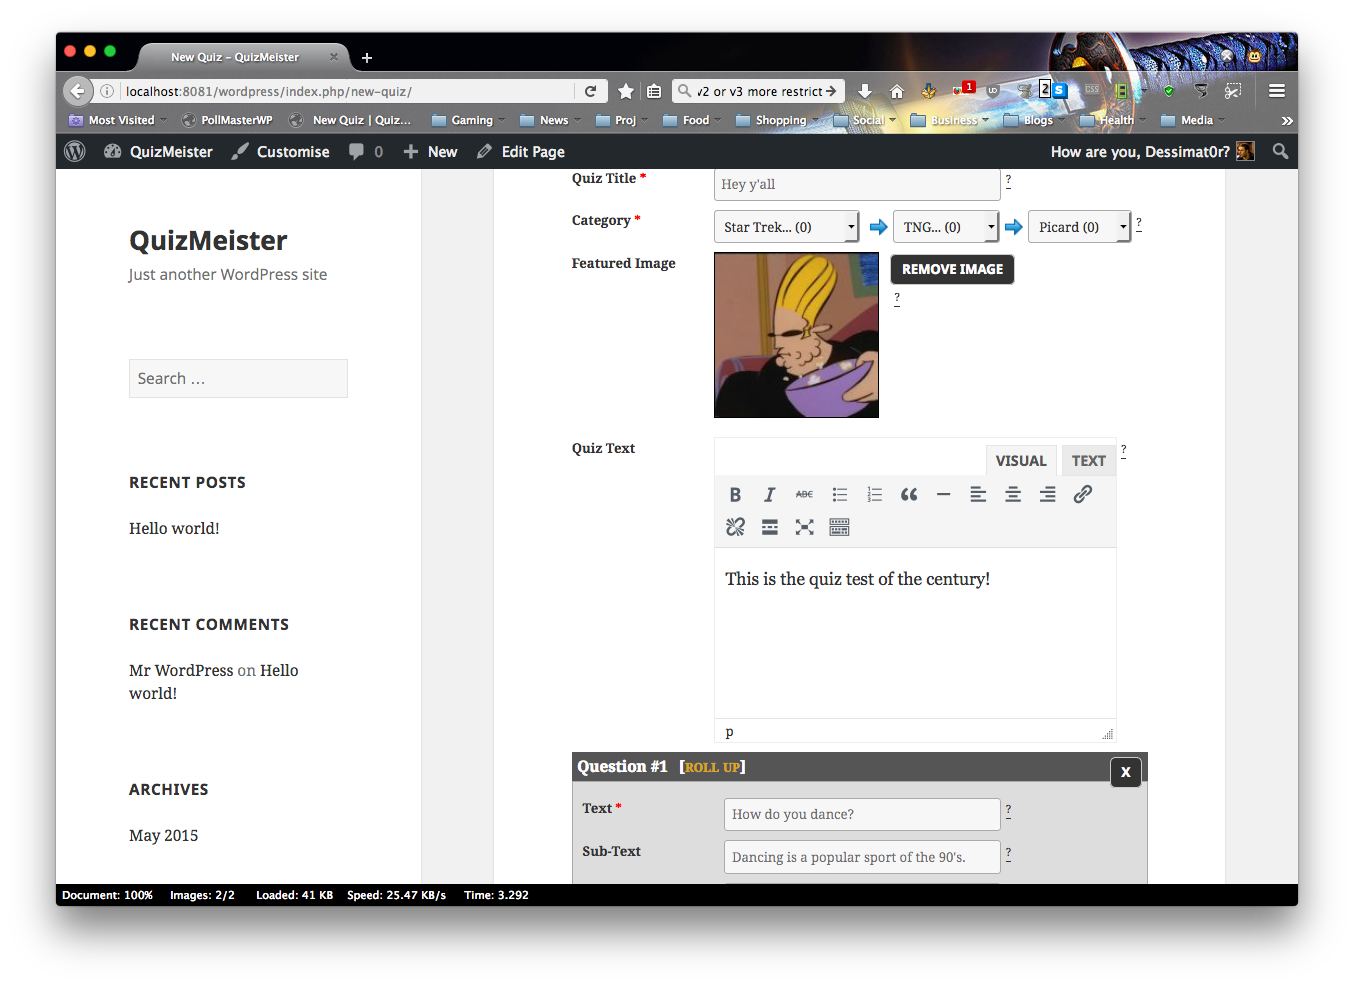 New Quiz – QuizMeister
localhost:8081/wordpress/index.php/new-quiz/
v2 or v3 more restrict
1
2
S
Most Visited
PollMasterWP
New Quiz | Quiz...
Gaming
News
Proj
Food
Shopping
Social
Business
Blogs
Health
Media
QuizMeister
Customise
0
New
Edit Page
How are you, Dessimat0r?
QuizMeister
Just another WordPress site
Search …
RECENT POSTS
Hello world!
RECENT COMMENTS
Mr WordPress on Hello
world!
ARCHIVES
May 2015
Quiz Title *
Hey y'all
?
Category *
Star Trek... (0)
TNG... (0)
Picard (0)
?
Featured Image
REMOVE IMAGE
?
Quiz Text
VISUAL
TEXT
?
B I ABC
This is the quiz test of the century!
p
Question #1 [ROLL UP]
X
Text *
How do you dance?
?
Sub-Text
Dancing is a popular sport of the 90's.
?
Document: 100% Images: 2/2 Loaded: 41 KB Speed: 25.47 KB/s Time: 3.292